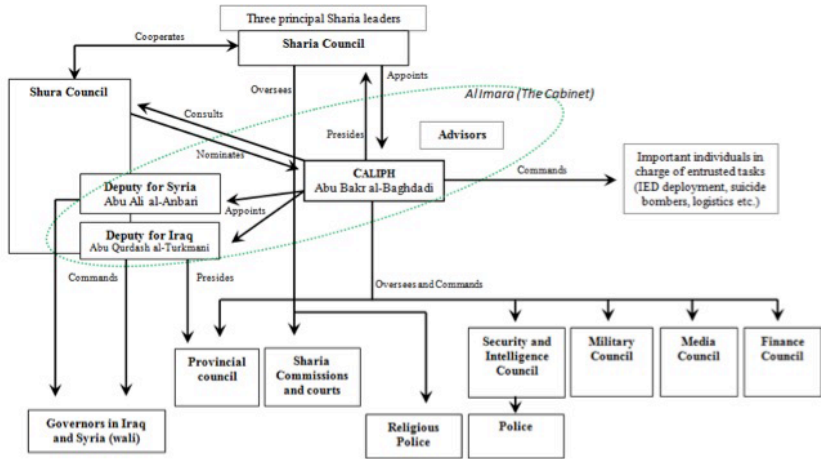 Three principal Sharia leaders
Cooperates
Sharia Council
Shura Council
Oversees
Appoints
Al Imara (The Cabinet)
Consults
Presides
Advisors
Nominates
Important individuals in
charge of entrusted tasks
(IED deployment, suicide
bombers, logistics etc.)
CALIPH
Abu Bakr al-Baghdadi
Commands
Deputy for Syria
Abu Ali al-Anbari
Appoints
Deputy for Iraq
Abu Qurdash al-Turkmani
Commands
Presides
Oversees and Commands
Provincial
council
Sharia
Commissions
and courts
Security and
Intelligence
Council
Military
Council
Media
Council
Finance
Council
Governors in Iraq
and Syria (wali)
Religious
Police
Police